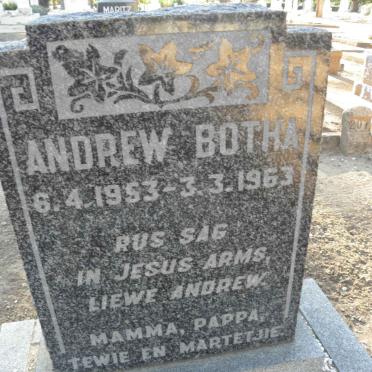 MARITZ
ANDREW BOTHA
6.4.1953-3.3.1963
RUS SAG
IN JESUS ARMS,
LIEWE ANDREW.
MAMMA, PAPPA,
TEWIE EN MARTETJIE